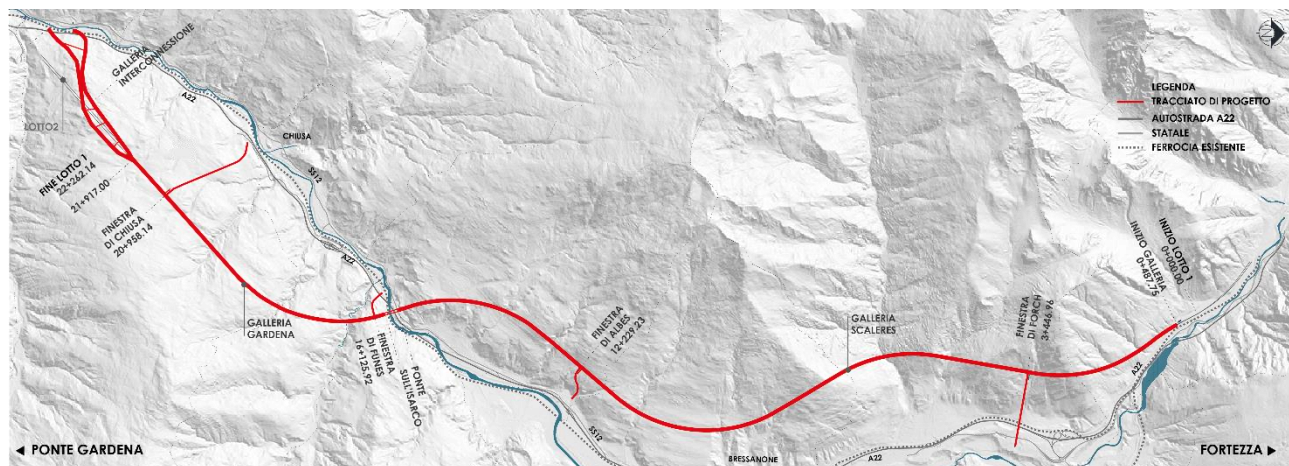 GALLERIA
INTERCONNESSIONE
A22
LOTTO2
CHIUSA
SS12
FINE LOTTO 1
22+262.14
21+917.00
FINESTRA
DI CHIUSA
20+958.14
A22
GALLERIA
GARDENA
FINESTRA
DI FUNES
16+125.92
PONTE
SULL'ISARCO
FINESTRA
DI ALBES
12+229.23
SS12
BRESSANONE
A22
GALLERIA
SCALERES
FINESTRA
DI FORCH
3+446.96
INIZIO LOTTO 1
0+000.00
INIZIO GALLERIA
0+487.75
A22
LEGENDA
TRACCIATO DI PROGETTO
AUTOSTRADA A22
STATALE
FERROCIA ESISTENTE
PONTE GARDENA
FORTEZZA